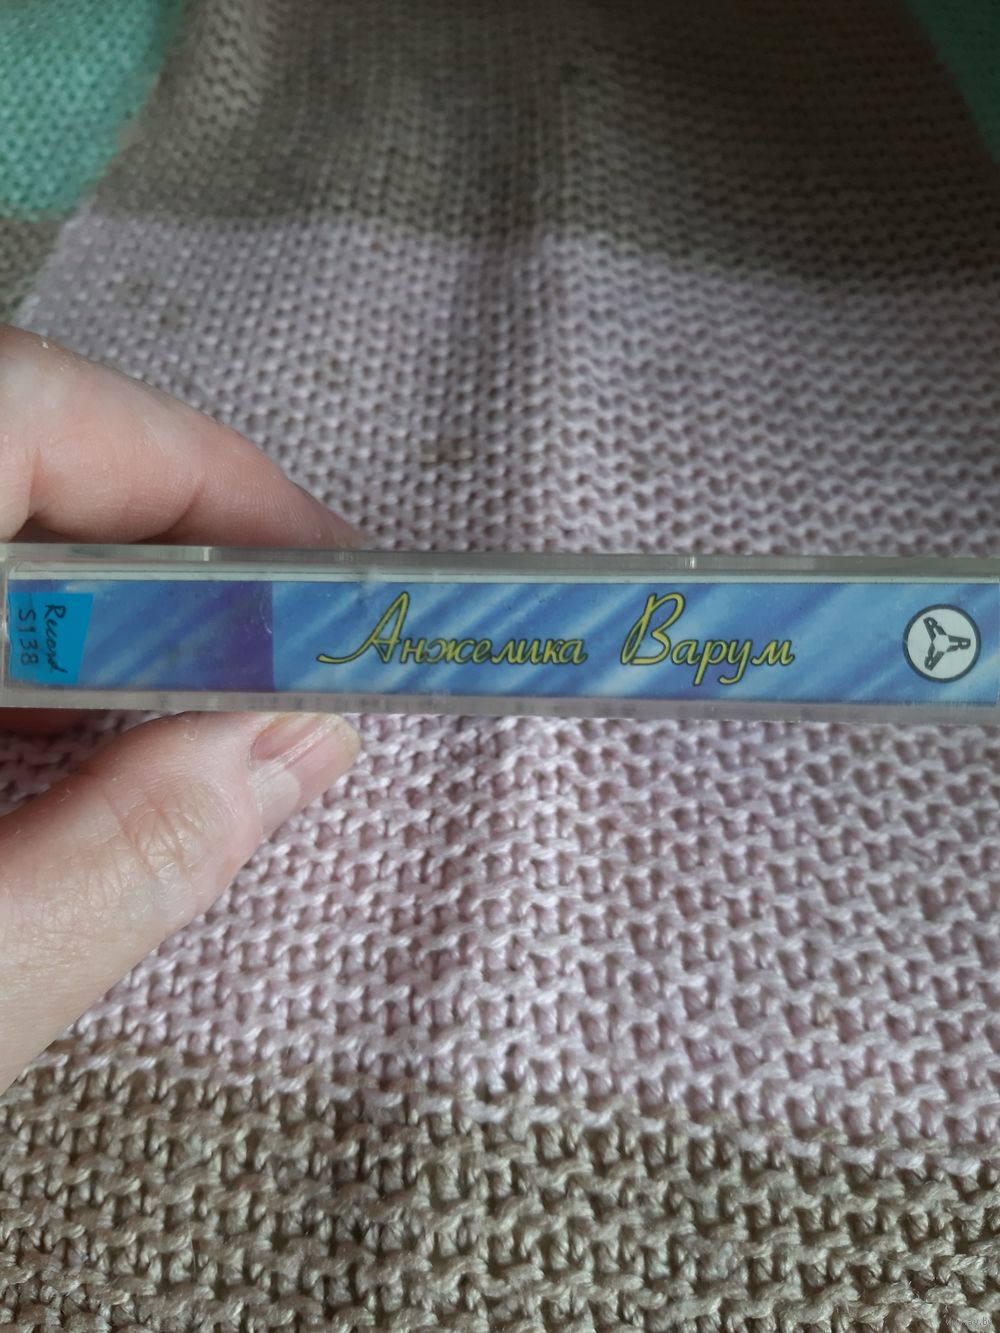 Анжелика Варум
Record
S138